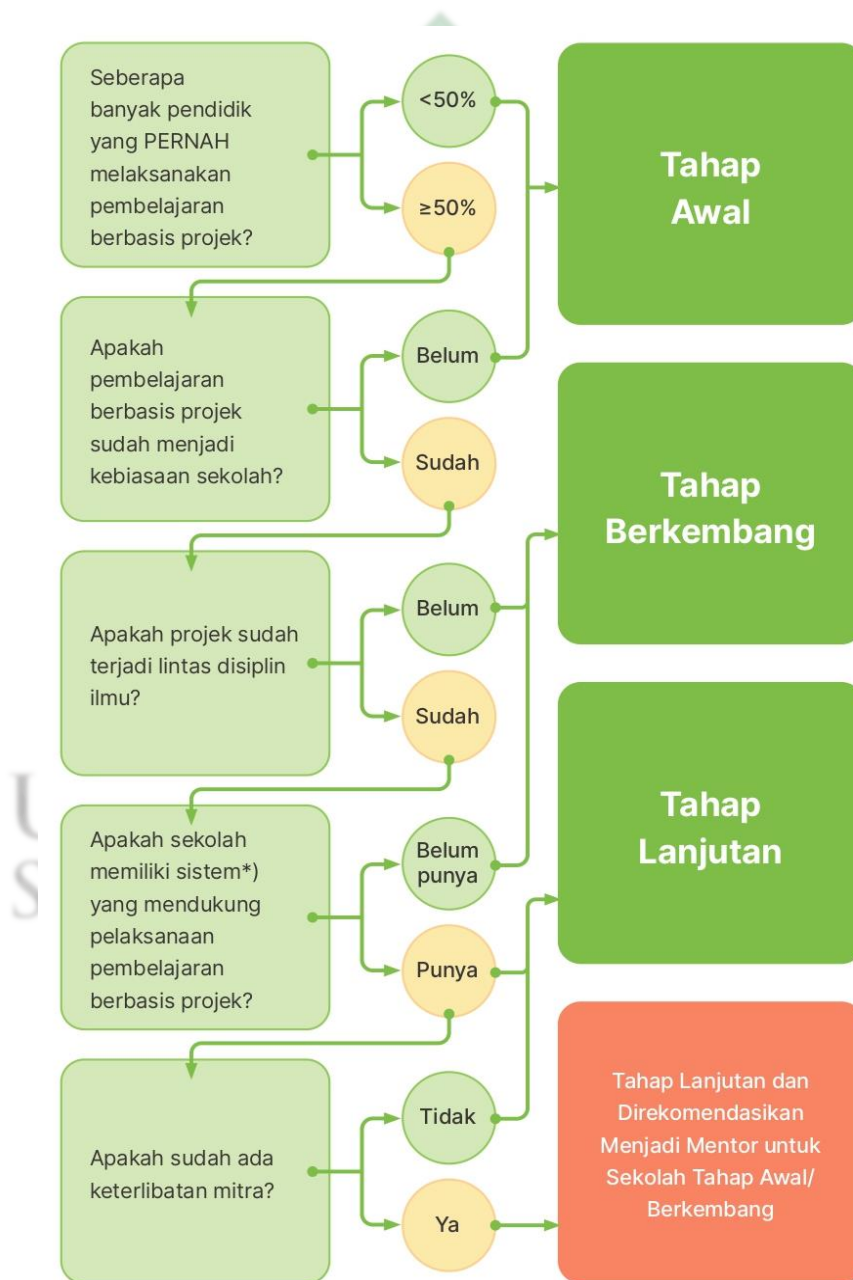 Seberapa
banyak pendidik
yang PERNAH
melaksanakan
pembelajaran
berbasis projek?
<50%
≥50%
Tahap
Awal
Apakah
pembelajaran
berbasis projek
sudah menjadi
kebiasaan sekolah?
Belum
Sudah
Tahap
Berkembang
Apakah projek sudah
terjadi lintas disiplin
ilmu?
Belum
Sudah
Tahap
Lanjutan
Apakah sekolah
memiliki sistem*)
yang mendukung
pelaksanaan
pembelajaran
berbasis projek?
Belum
punya
Punya
Apakah sudah ada
keterlibatan mitra?
Tidak
Ya
Tahap Lanjutan dan
Direkomendasikan
Menjadi Mentor untuk
Sekolah Tahap Awal/
Berkembang